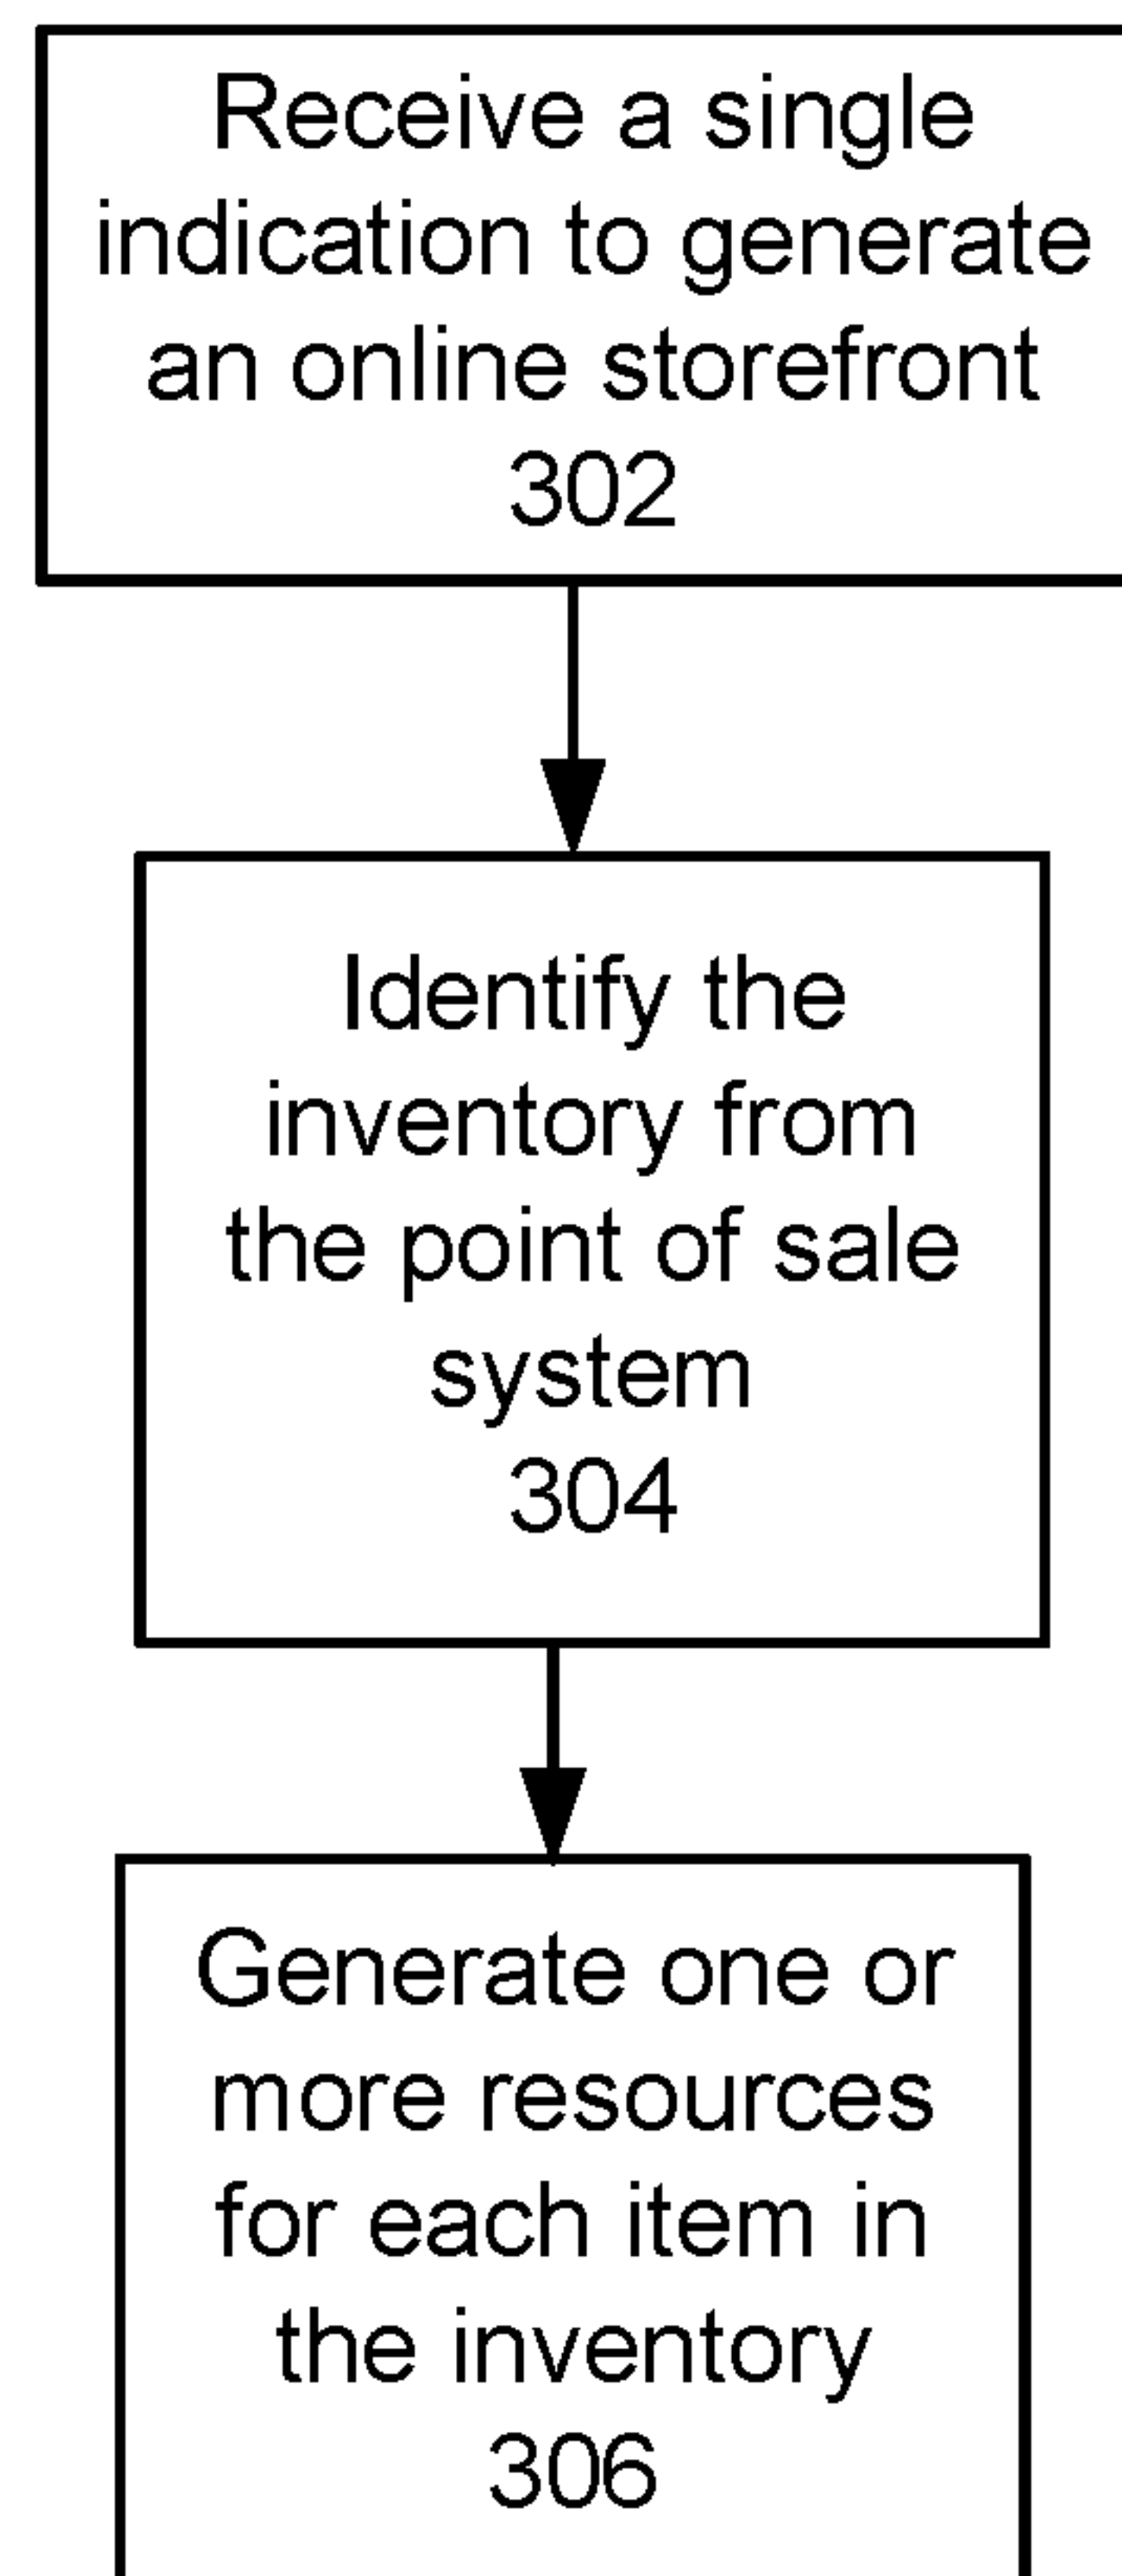 Receive a single
indication to generate
an online storefront
302
Identify the
inventory from
the point of sale
system
304
Generate one or
more resources
for each item in
the inventory
306